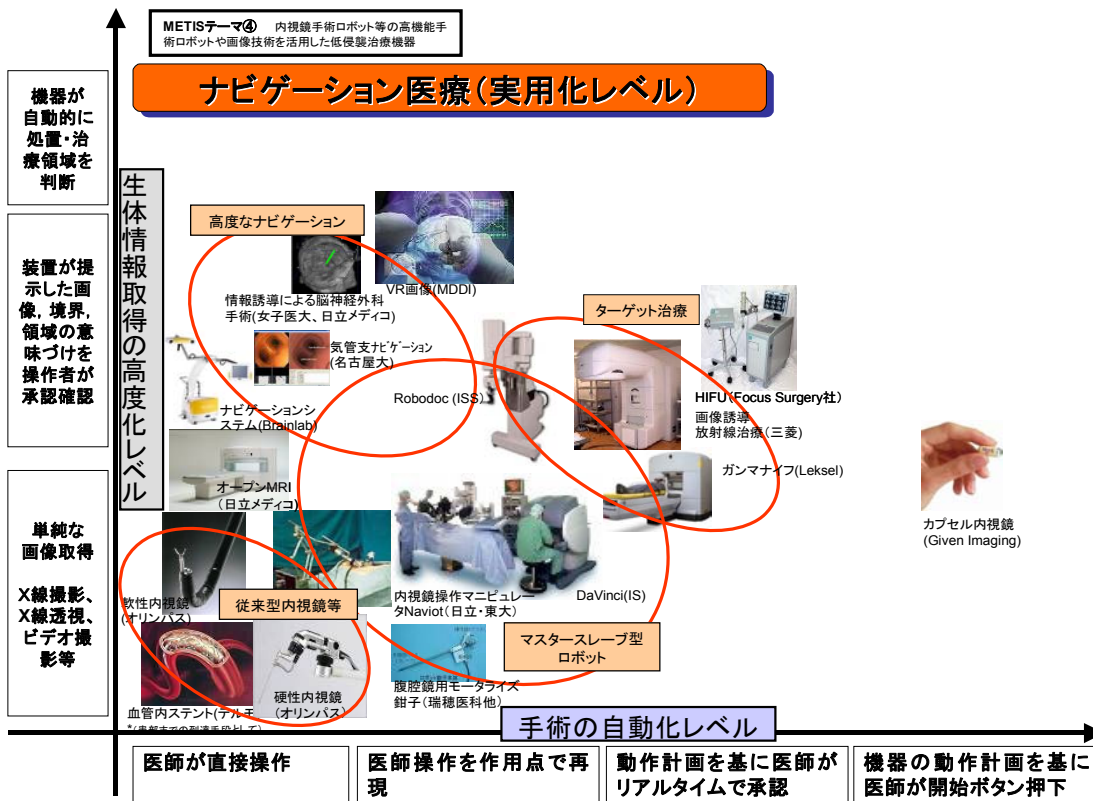 METISテーマ④ 内視鏡手術ロボット等の高機能手
術ロボットや画像技術を活用した低侵襲治療機器
ナビゲーション医療(実用化レベル)
機器が
自動的に
処置・治
療領域を
判断
装置が提
示した画
像，境界，
領域の意
味づけを
操作者が
承認確認
単純な
画像取得
X線撮影、
X線透視、
ビデオ撮
影等
生体情報取得の高度化レベル
高度なナビゲーション
VR画像(MDDI)
情報誘導による脳神経外科
手術(女子医大、日立メディコ)
気管支ナビゲーション
(名古屋大)
ナビゲーションシ
ステム(Brainlab)
オープンMRI
(日立メディコ)
Robodoc (ISS)
ターゲット治療
HIFU(Focus Surgery社)
画像誘導
放射線治療(三菱)
ガンマナイフ(Leksel)
カプセル内視鏡
(Given Imaging)
軟性内視鏡
(オリンパス)
従来型内視鏡等
内視鏡操作マニピュレー
タNaviot(日立・東大)
DaVinci(IS)
マスタースレーブ型
ロボット
硬性内視鏡
(オリンパス)
腹腔鏡用モータライズ
鉗子(瑞穂医科他)
血管内ステント(テルモ
*(患部までの到達手段として)
手術の自動化レベル
医師が直接操作
医師操作を作用点で再
現
動作計画を基に医師が
リアルタイムで承認
機器の動作計画を基に
医師が開始ボタン押下